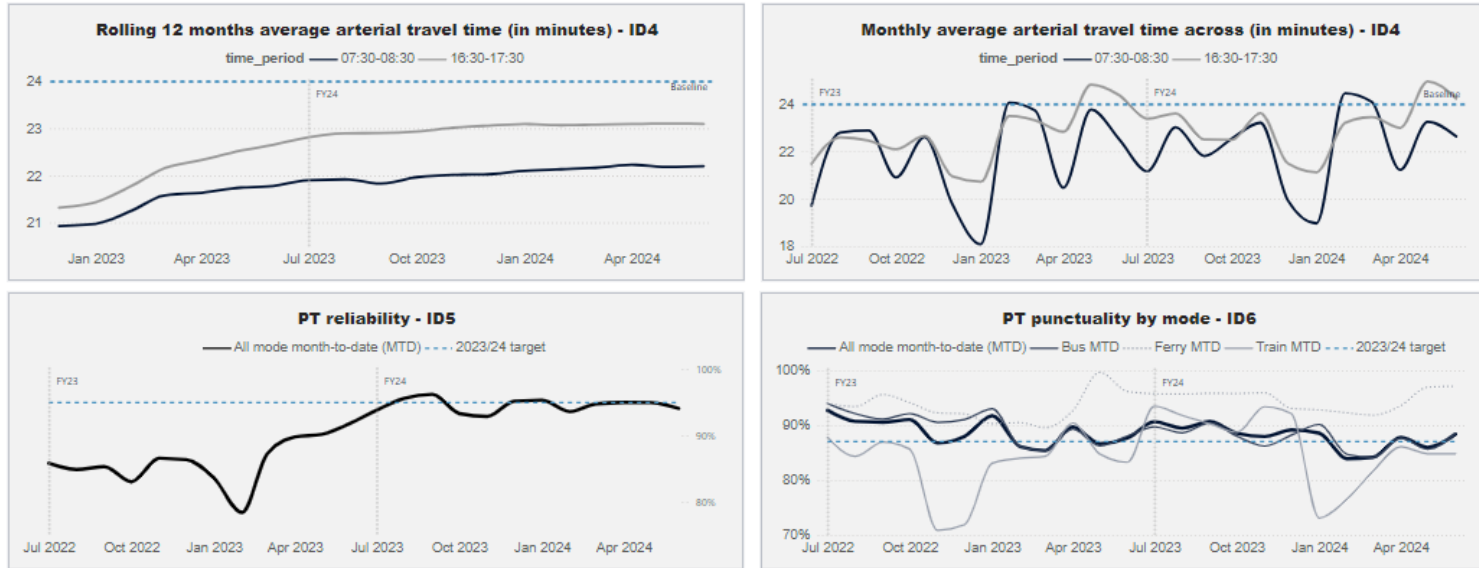 Rolling 12 months average arterial travel time (in minutes) - ID4
time_period 07:30-08:30 16:30-17:30
24
Baseline
FY24
23
22
21
Jan 2023 Apr 2023 Jul 2023 Oct 2023 Jan 2024 Apr 2024
Monthly average arterial travel time across (in minutes) - ID4
time_period 07:30-08:30 16:30-17:30
FY23 FY24 Baseline
24
22
20
18
Jul 2022 Oct 2022 Jan 2023 Apr 2023 Jul 2023 Oct 2023 Jan 2024 Apr 2024
PT reliability - ID5
All mode month-to-date (MTD) 2023/24 target
100%
FY23 FY24
90%
80%
Jul 2022 Oct 2022 Jan 2023 Apr 2023 Jul 2023 Oct 2023 Jan 2024 Apr 2024
PT punctuality by mode - ID6
All mode month-to-date (MTD) Bus MTD Ferry MTD Train MTD 2023/24 target
100%
FY23 FY24
90%
80%
70%
Jul 2022 Oct 2022 Jan 2023 Apr 2023 Jul 2023 Oct 2023 Jan 2024 Apr 2024